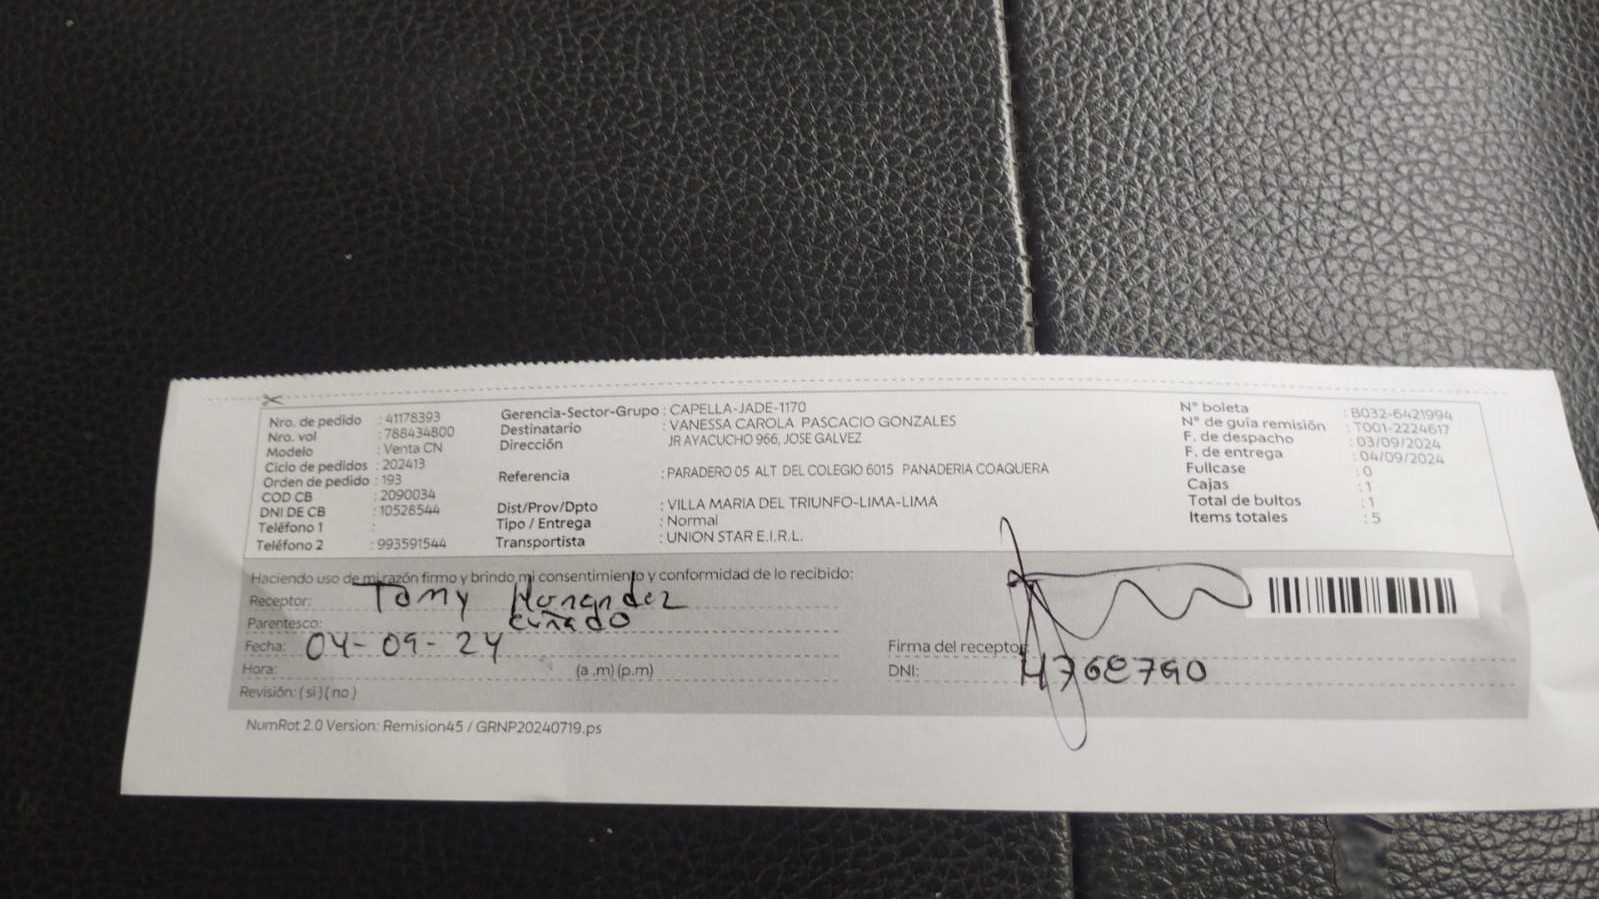 Nro. de pedido : 41178393
Nro. vol : 788434800
Modelo : Venta CN
Ciclo de pedidos : 202413
Orden de pedido : 193
COD CB : 2090034
DNI DE CB : 10528544
Teléfono 1 :
Teléfono 2 : 993591544
Gerencia-Sector-Grupo : CAPELLA-JADE-1170
Destinatario : VANESSA CAROLA PASCACIO GONZALES
Dirección JR AYACUCHO 966, JOSE GALVEZ
Referencia : PARADERO 05 ALT DEL COLEGIO 6015 PANADERIA COAQUERA
Dist/Prov/Dpto : VILLA MARIA DEL TRIUNFO-LIMA-LIMA
Tipo / Entrega : Normal
Transportista : UNION STAR E.I.R.L.
N° boleta : B032-6421994
N° de guía remisión : T001-2224617
F. de despacho : 03/09/2024
F. de entrega : 04/09/2024
Fullcase : 0
Cajas : 1
Total de bultos : 1
Items totales : 5
Haciendo uso de mi razón firmo y brindo mi consentimiento y conformidad de lo recibido:
Receptor: Tomy Hernandez
Parentesco: cuñado
Fecha: 04-09-24
Hora: (a .m) (p.m)
Revisión: ( si ) ( no )
Firma del receptor:
DNI:
NumRot 2.0 Version: Remision45 / GRNP20240719.ps